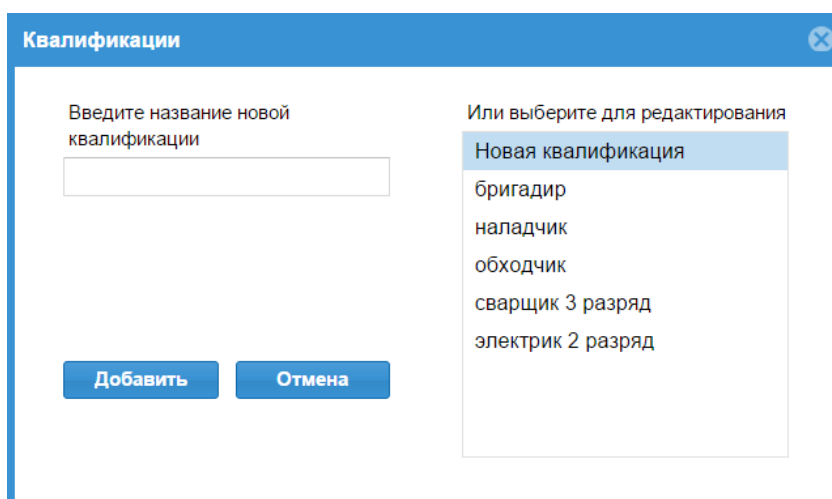 Квалификации
Введите название новой
квалификации
Добавить
Отмена
Или выберите для редактирования
Новая квалификация
бригадир
наладчик
обходчик
сварщик 3 разряд
электрик 2 разряд